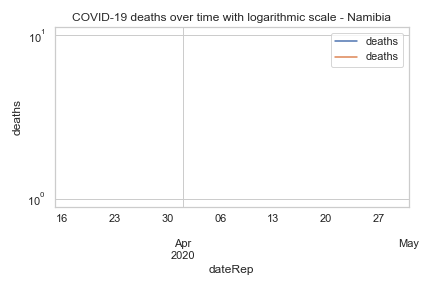 COVID-19 deaths over time with logarithmic scale - Namibia
10¹
deaths
deaths
deaths
10⁰
16 23 30 06 13 20 27
Apr May
2020
dateRep